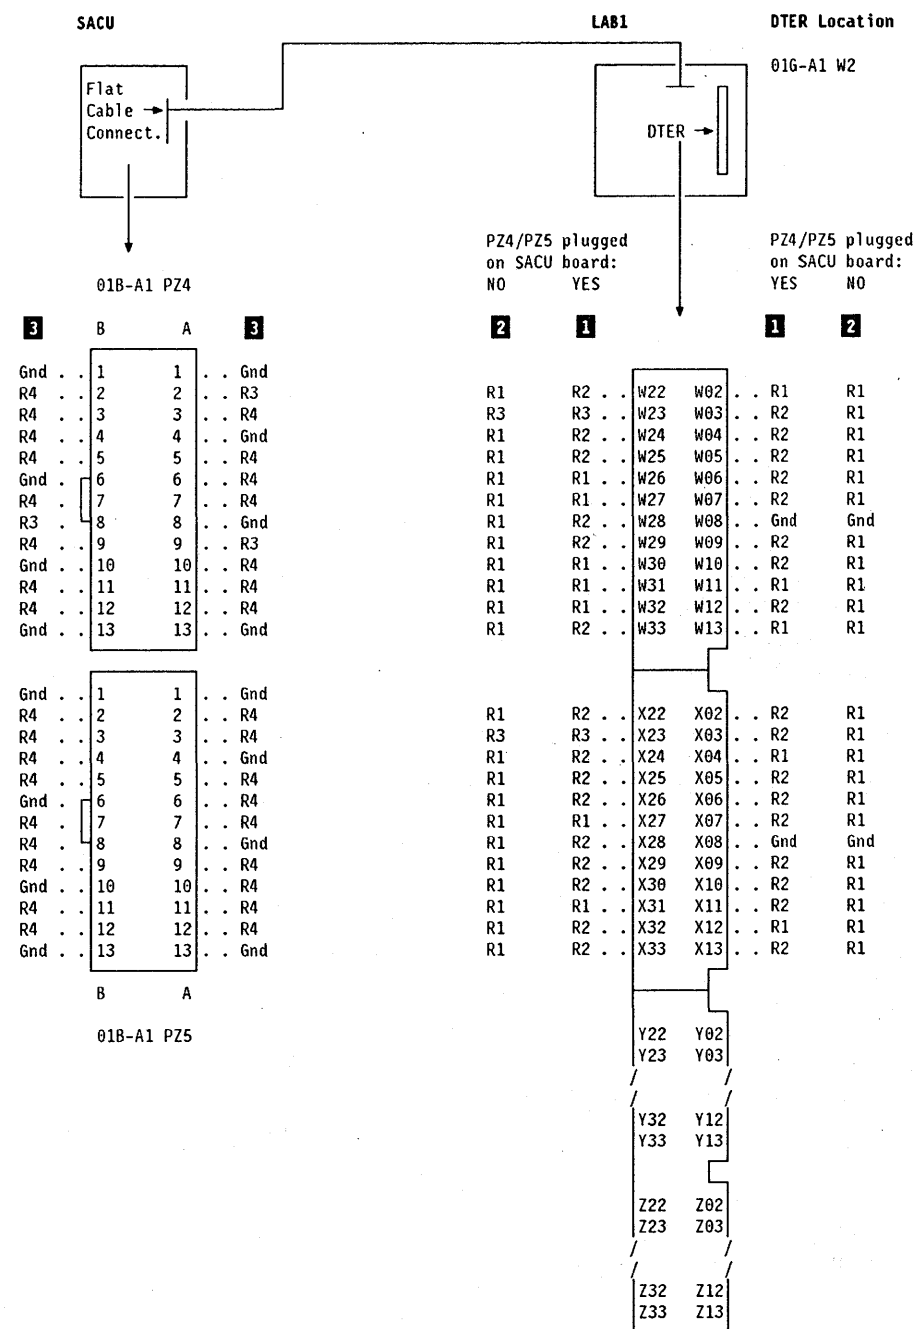 SACU LAB1 DTER Location
01G-A1 W2
Flat
Cable
Connect.
DTER
PZ4/PZ5 plugged PZ4/PZ5 plugged
on SACU board: on SACU board:
01B-A1 PZ4 NO YES YES NO
3 B A 3 2 1 1 2
Gnd . . 1 1 . . Gnd
R4 . . 2 2 . . R3 R1 R2 . . W22 W02 . . R1 R1
R4 . . 3 3 . . R4 R3 R3 . . W23 W03 . . R2 R1
R4 . . 4 4 . . Gnd R1 R2 . . W24 W04 . . R2 R1
R4 . . 5 5 . . R4 R1 R2 . . W25 W05 . . R2 R1
Gnd . 6 6 . . R4 R1 R1 . . W26 W06 . . R2 R1
R4 . 7 7 . . R4 R1 R1 . . W27 W07 . . R2 R1
R3 . 8 8 . . Gnd R1 R2 . . W28 W08 . . Gnd Gnd
R4 . . 9 9 . . R3 R1 R2 . . W29 W09 . . R2 R1
Gnd . . 10 10 . . R4 R1 R1 . . W30 W10 . . R2 R1
R4 . . 11 11 . . R4 R1 R1 . . W31 W11 . . R1 R1
R4 . . 12 12 . . R4 R1 R1 . . W32 W12 . . R2 R1
Gnd . . 13 13 . . Gnd R1 R2 . . W33 W13 . . R1 R1
Gnd . . 1 1 . . Gnd
R4 . . 2 2 . . R4 R1 R2 . . X22 X02 . . R2 R1
R4 . . 3 3 . . R4 R3 R3 . . X23 X03 . . R2 R1
R4 . . 4 4 . . Gnd R1 R2 . . X24 X04 . . R1 R1
R4 . . 5 5 . . R4 R1 R2 . . X25 X05 . . R2 R1
Gnd . 6 6 . . R4 R1 R2 . . X26 X06 . . R2 R1
R4 . 7 7 . . R4 R1 R1 . . X27 X07 . . R2 R1
R4 . 8 8 . . Gnd R1 R2 . . X28 X08 . . Gnd Gnd
R4 . . 9 9 . . R4 R1 R2 . . X29 X09 . . R2 R1
Gnd . . 10 10 . . R4 R1 R2 . . X30 X10 . . R2 R1
R4 . . 11 11 . . R4 R1 R1 . . X31 X11 . . R2 R1
R4 . . 12 12 . . R4 R1 R2 . . X32 X12 . . R1 R1
Gnd . . 13 13 . . Gnd R1 R2 . . X33 X13 . . R2 R1
B A
01B-A1 PZ5 Y22 Y02
Y23 Y03
Y32 Y12
Y33 Y13
Z22 Z02
Z23 Z03
Z32 Z12
Z33 Z13